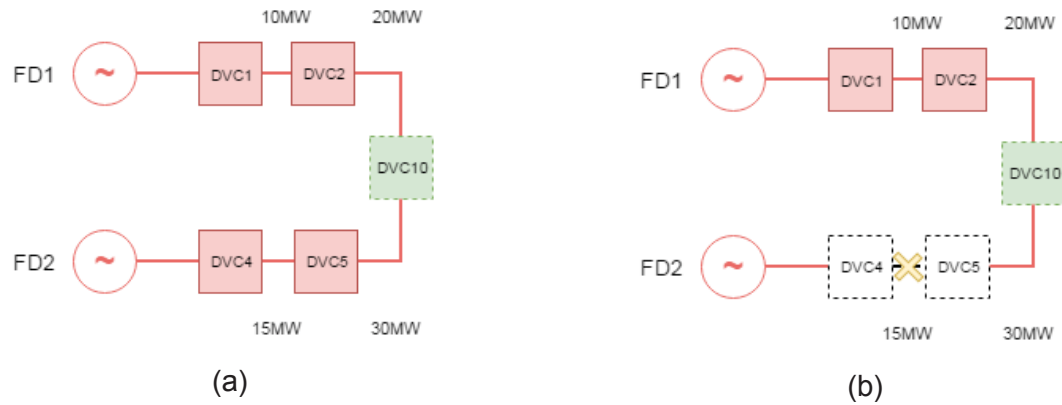 10MW 20MW
FD1 ~ DVC1 DVC2
DVC10
FD2 ~ DVC4 DVC5
15MW 30MW
(a)
10MW 20MW
FD1 ~ DVC1 DVC2
DVC10
FD2 ~ DVC4 DVC5
15MW 30MW
(b)